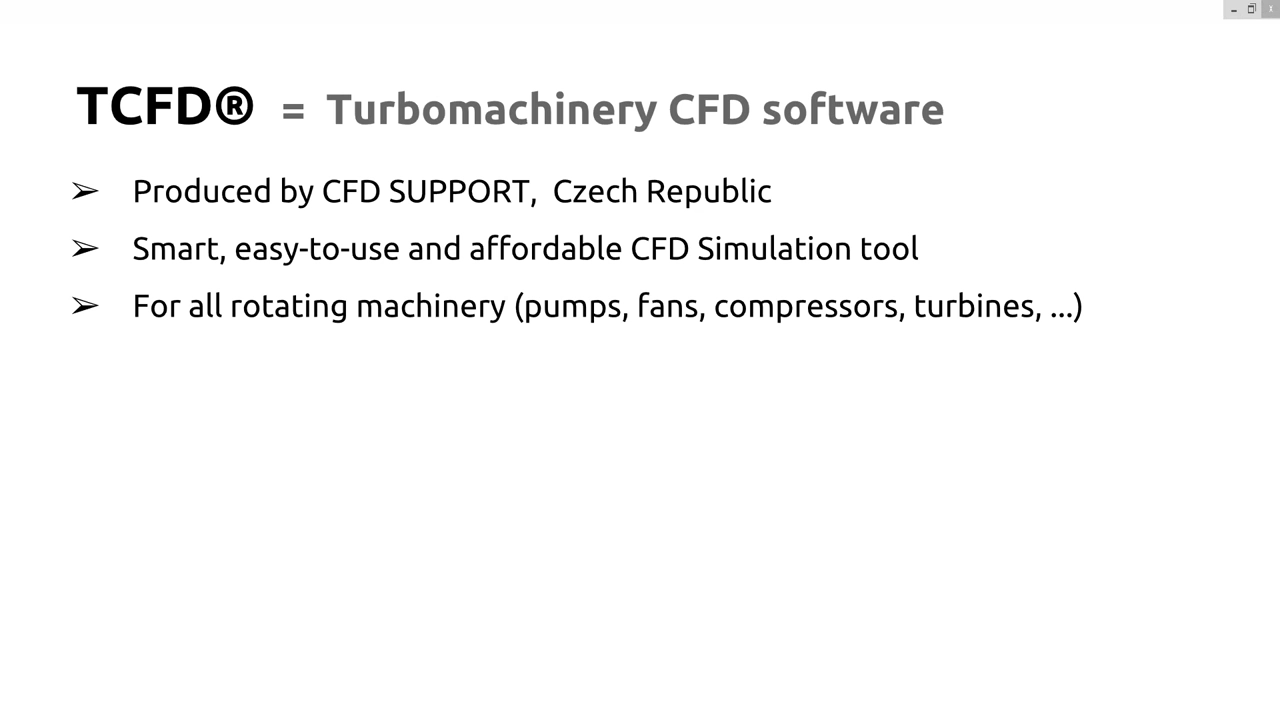 TCFD® = Turbomachinery CFD software
➢ Produced by CFD SUPPORT, Czech Republic
➢ Smart, easy-to-use and affordable CFD Simulation tool
➢ For all rotating machinery (pumps, fans, compressors, turbines, ...)